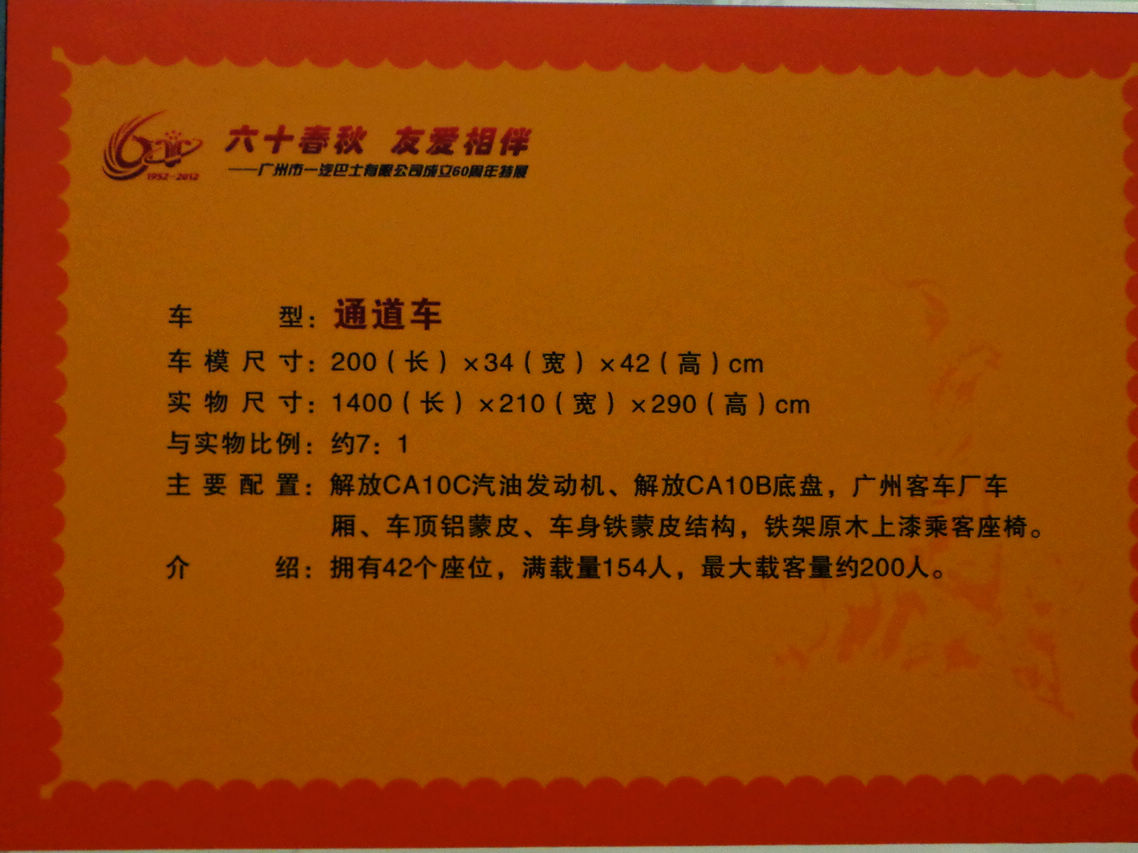 1952-2012
六十春秋 友爱相伴
——广州市一汽巴士有限公司成立60周年特展
车型：通道车
车模尺寸：200（长）×34（宽）×42（高）cm
实物尺寸：1400（长）×210（宽）×290（高）cm
与实物比例：约7：1
主要配置：解放CA10C汽油发动机、解放CA10B底盘，广州客车厂车
厢、车顶铝蒙皮、车身铁蒙皮结构，铁架原木上漆乘客座椅。
介绍：拥有42个座位，满载量154人，最大载客量约200人。